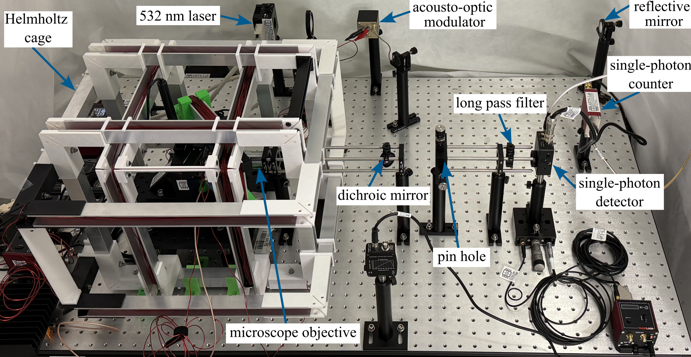 Helmholtz
cage
532 nm laser
acousto-optic
modulator
reflective
mirror
single-photon
counter
long pass filter
dichroic mirror
single-photon
detector
pin hole
microscope objective